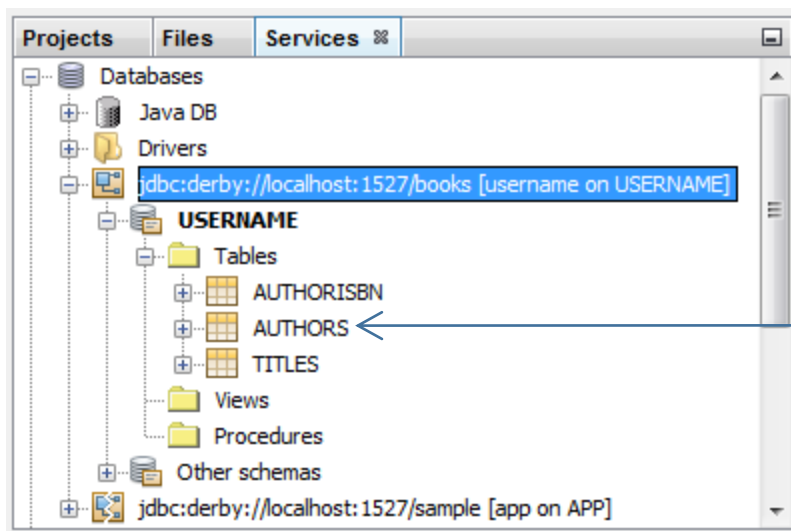 Projects Files Services
Databases
Java DB
Drivers
jdbc:derby://localhost:1527/books [username on USERNAME]
USERNAME
Tables
AUTHORISBN
AUTHORS
TITLES
Views
Procedures
Other schemas
jdbc:derby://localhost:1527/sample [app on APP]